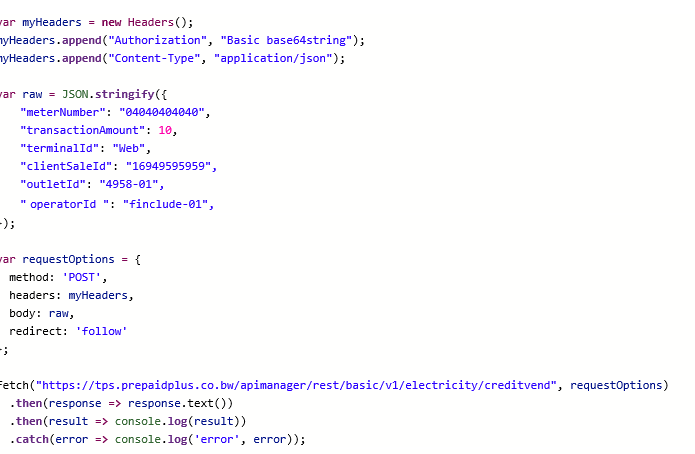 var myHeaders = new Headers();
myHeaders.append("Authorization", "Basic base64string");
myHeaders.append("Content-Type", "application/json");
var raw = JSON.stringify({
"meterNumber": "04040404040",
"transactionAmount": 10,
"terminalId": "Web",
"clientSaleId": "16949595959",
"outletId": "4958-01",
" operatorId ": "finclude-01",
});
var requestOptions = {
method: 'POST',
headers: myHeaders,
body: raw,
redirect: 'follow'
};
fetch("https://tps.prepaidplus.co.bw/apimanager/rest/basic/v1/electricity/creditvend", requestOptions)
.then(response => response.text())
.then(result => console.log(result))
.catch(error => console.log('error', error));